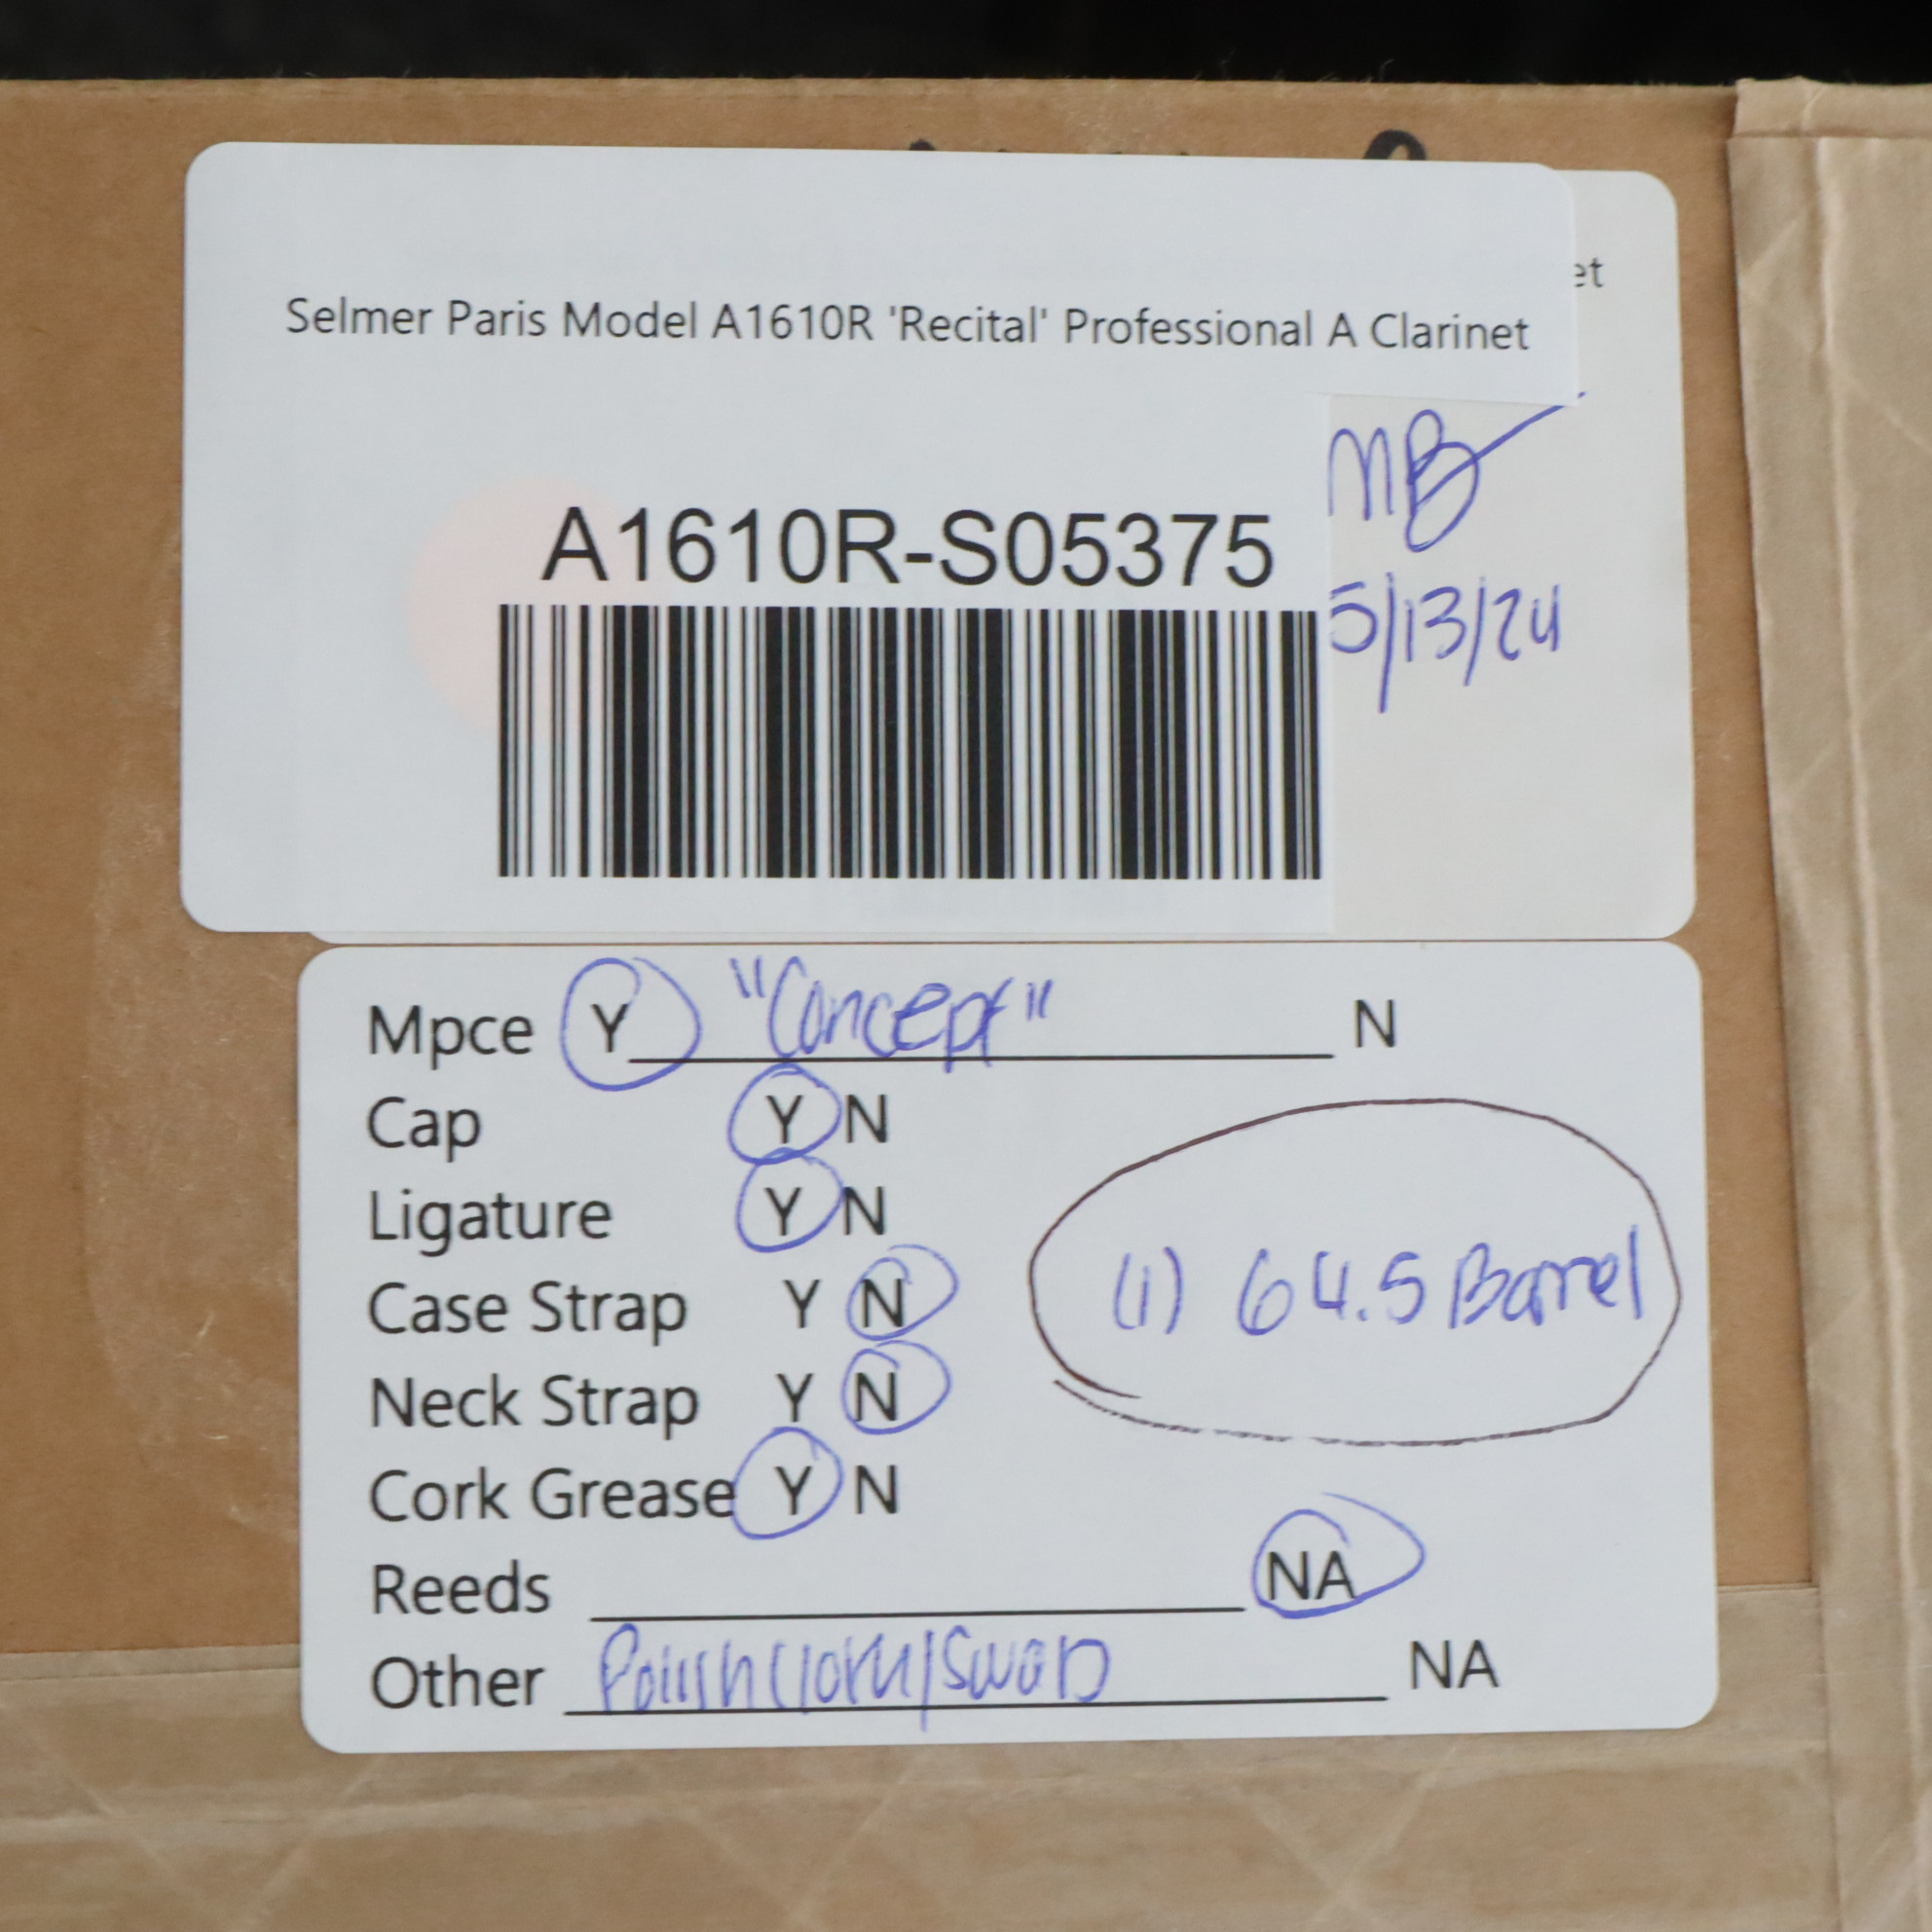 et
Selmer Paris Model A1610R 'Recital' Professional A Clarinet
MB
A1610R-S05375
5/13/24
Mpce Y "Concept" N
Cap Y N
Ligature Y N
Case Strap Y N
(1) 64.5 Barrel
Neck Strap Y N
Cork Grease Y N
Reeds NA
Other Polish cloth/Swab NA